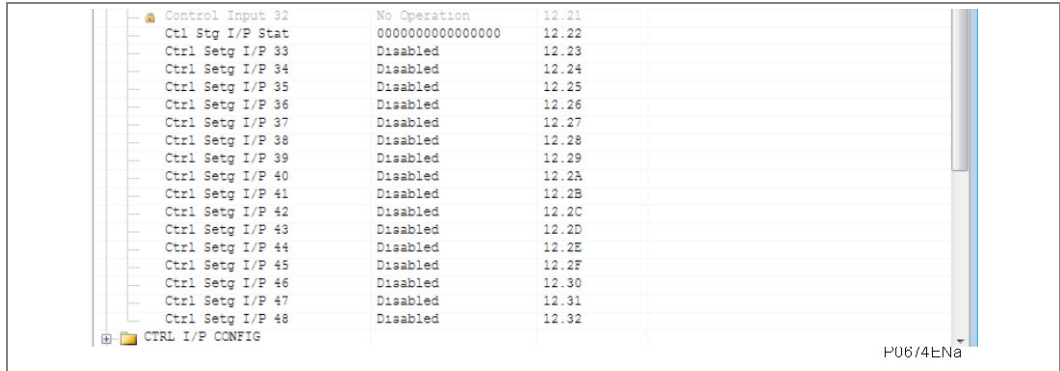 Control Input 32 No Operation 12.21
Ctl Stg I/P Stat 0000000000000000 12.22
Ctrl Setg I/P 33 Disabled 12.23
Ctrl Setg I/P 34 Disabled 12.24
Ctrl Setg I/P 35 Disabled 12.25
Ctrl Setg I/P 36 Disabled 12.26
Ctrl Setg I/P 37 Disabled 12.27
Ctrl Setg I/P 38 Disabled 12.28
Ctrl Setg I/P 39 Disabled 12.29
Ctrl Setg I/P 40 Disabled 12.2A
Ctrl Setg I/P 41 Disabled 12.2B
Ctrl Setg I/P 42 Disabled 12.2C
Ctrl Setg I/P 43 Disabled 12.2D
Ctrl Setg I/P 44 Disabled 12.2E
Ctrl Setg I/P 45 Disabled 12.2F
Ctrl Setg I/P 46 Disabled 12.30
Ctrl Setg I/P 47 Disabled 12.31
Ctrl Setg I/P 48 Disabled 12.32
CTRL I/P CONFIG
P0674ENa